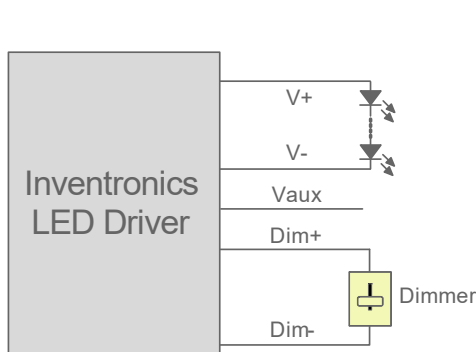 V+
V-
Inventronics
LED Driver
Vaux
Dim+
Dimmer
Dim-